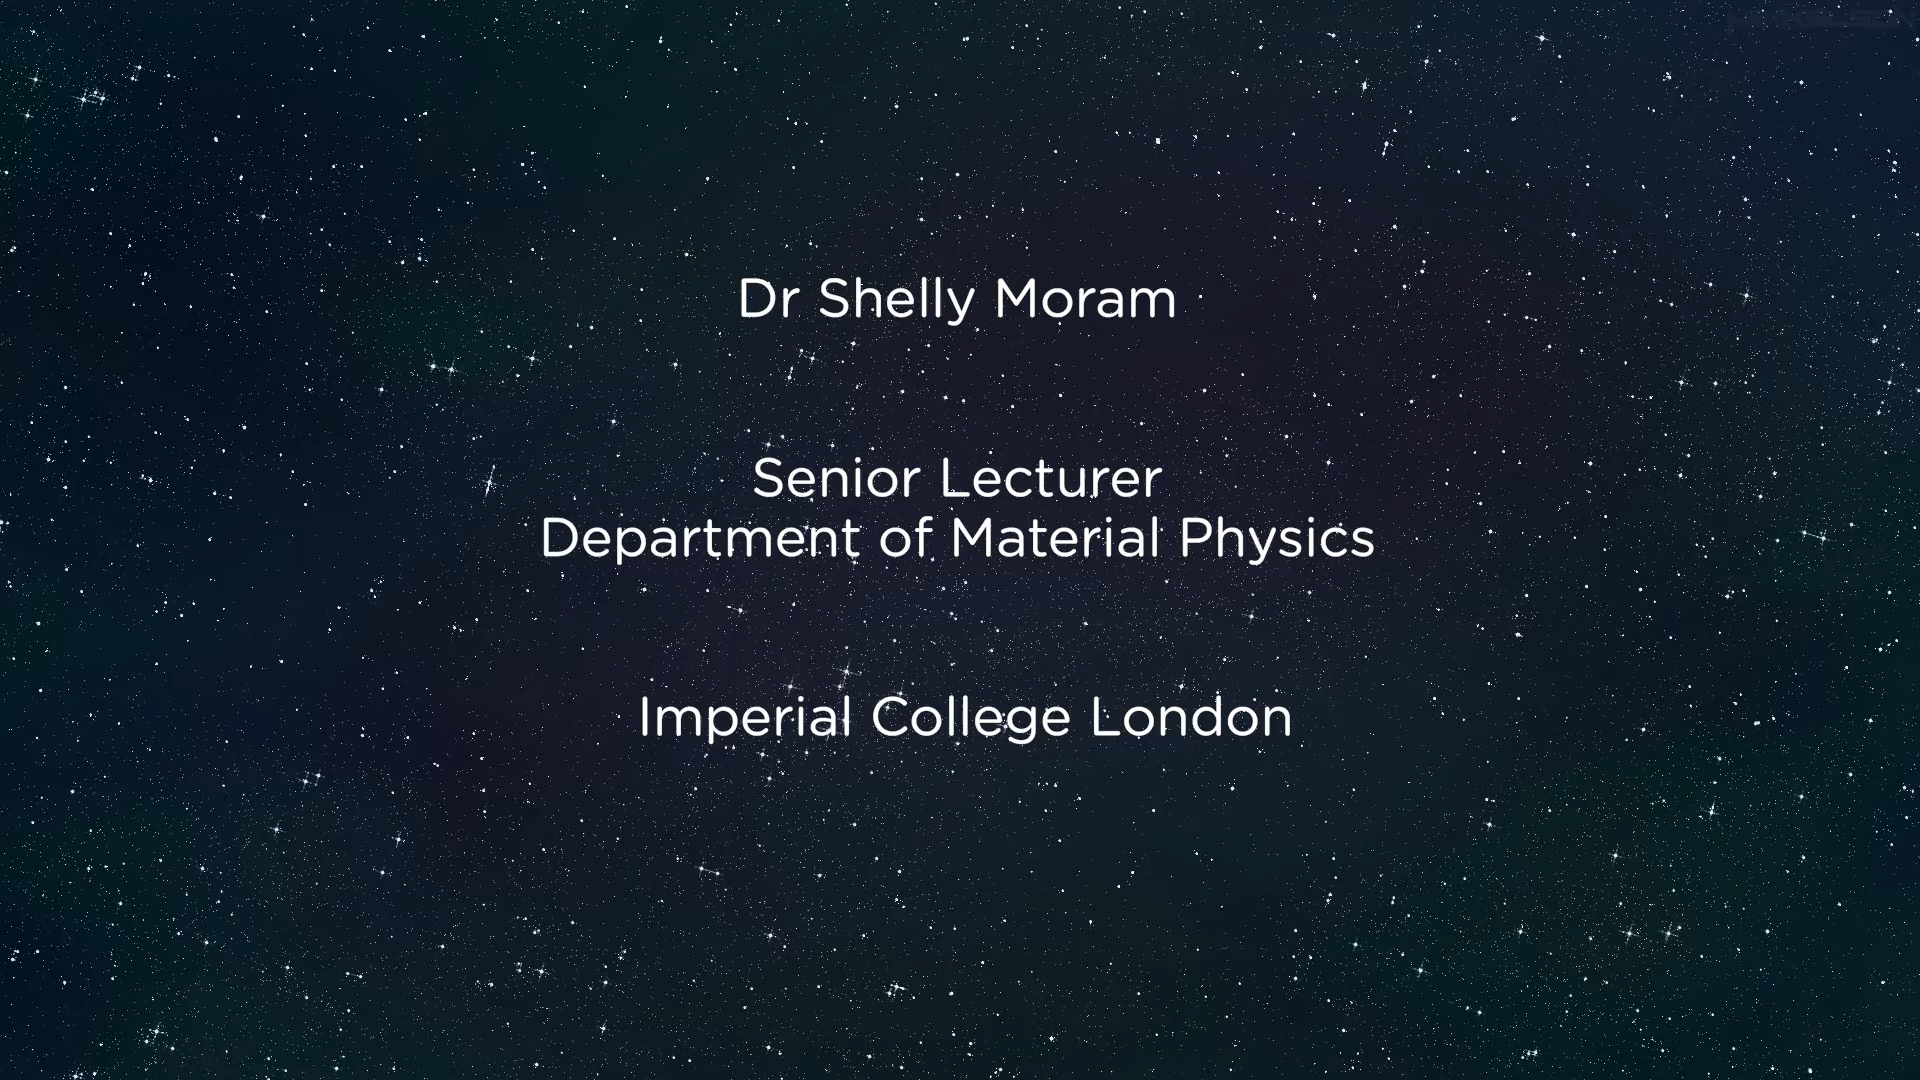 Dr Shelly Moram
Senior Lecturer
Department of Material Physics
Imperial College London